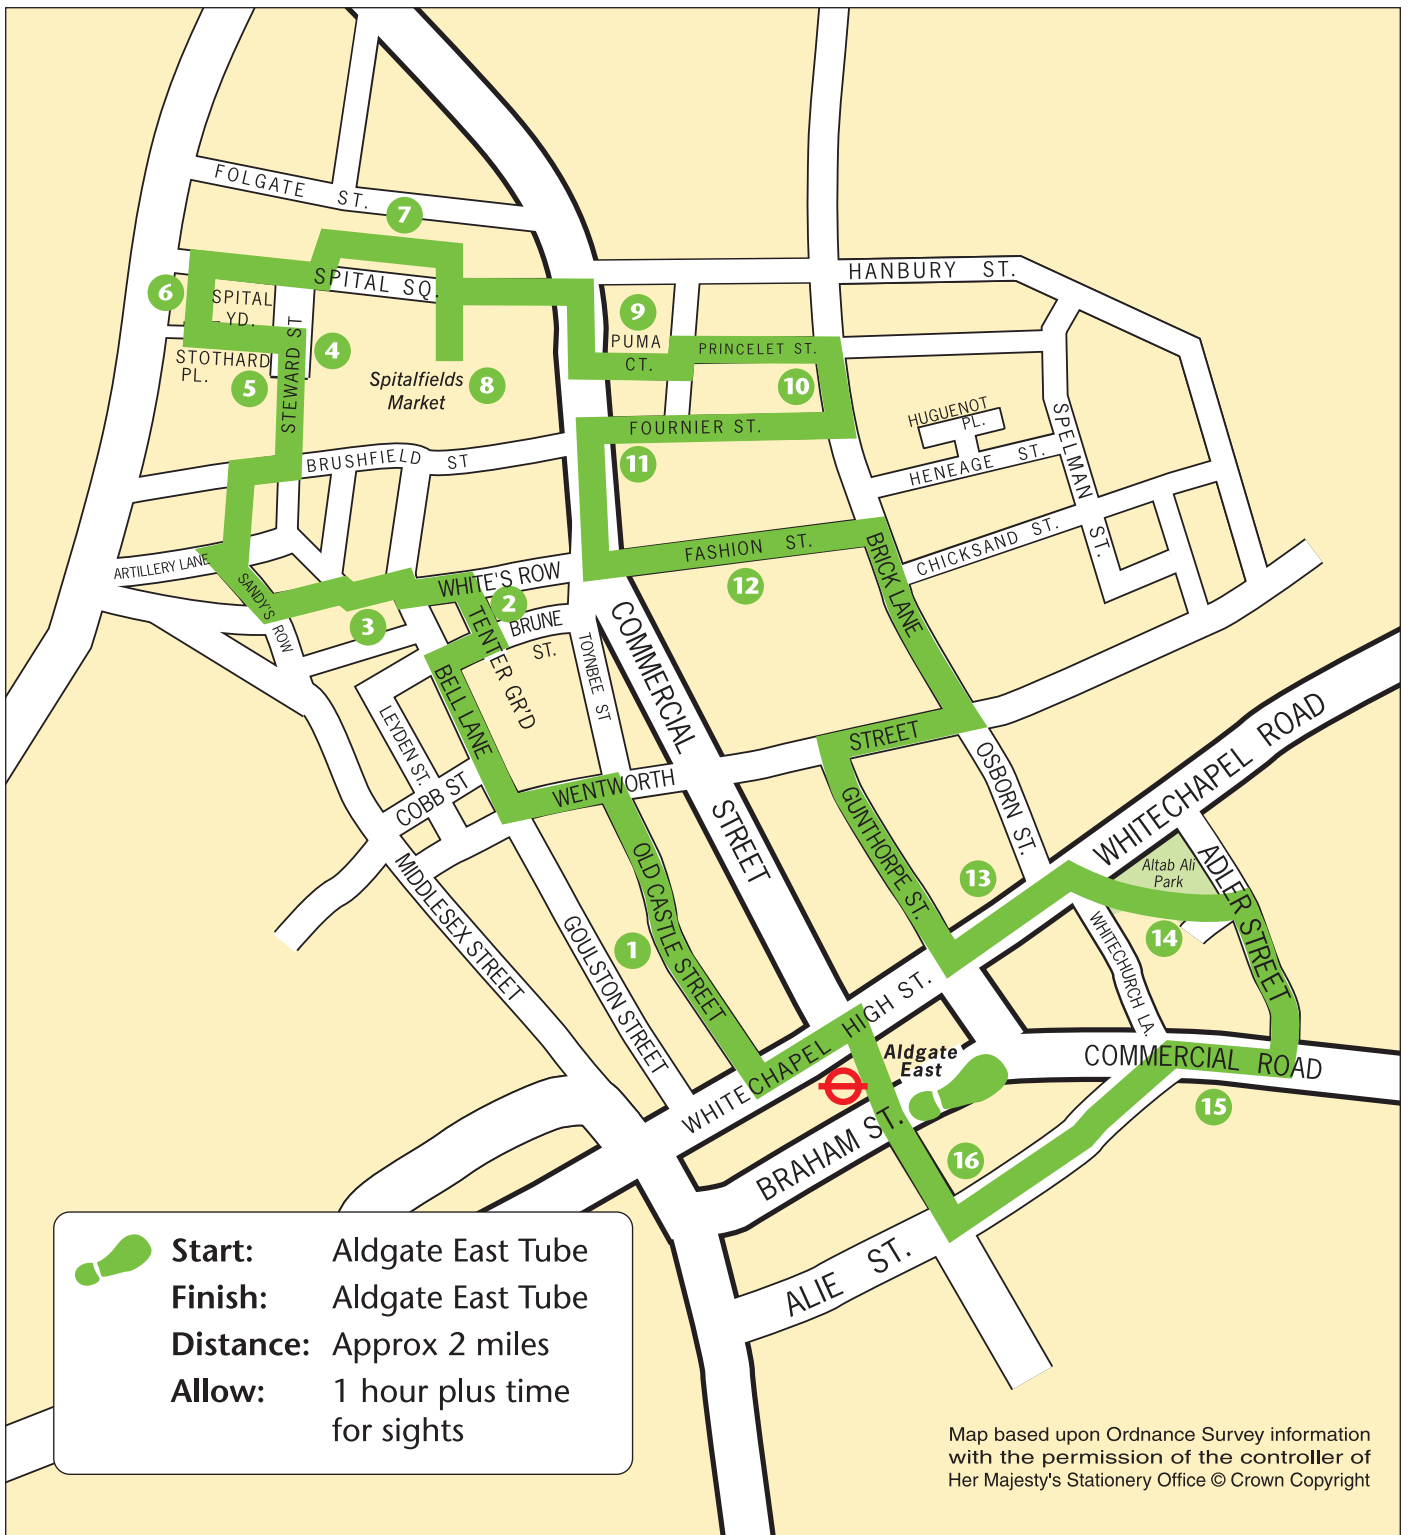 FOLGATE ST.
7
SPITAL SQ.
HANBURY ST.
6
SPITAL
YD.
9
PUMA
CT.
PRINCELET ST.
STEWARD ST
4
STOTHARD
PL.
5
Spitalfields
Market
8
10
HUGUENOT
PL.
FOURNIER ST.
SPELMAN ST.
BRUSHFIELD ST
11
HENEAGE ST.
ARTILLERY LANE
FASHION ST.
12
BRICK LANE
CHICKSAND ST.
SANDY'S ROW
WHITE'S ROW
2
3
TENTER GR'D
BRUNE
ST.
TOYNBEE ST
COMMERCIAL STREET
BELL LANE
LEYDEN ST.
COBB ST
WENTWORTH STREET
OSBORN ST.
WHITECHAPEL ROAD
GUNTHORPE ST.
OLD CASTLE STREET
MIDDLESEX STREET
GOULSTON STREET
1
13
Altab Ali
Park
ADLER STREET
14
WHITECHURCH LA.
WHITECHAPEL HIGH ST.
Aldgate
East
COMMERCIAL ROAD
15
BRAHAM ST.
16
ALIE ST.
Start: Aldgate East Tube
Finish: Aldgate East Tube
Distance: Approx 2 miles
Allow: 1 hour plus time
for sights
Map based upon Ordnance Survey information
with the permission of the controller of
Her Majesty's Stationery Office © Crown Copyright